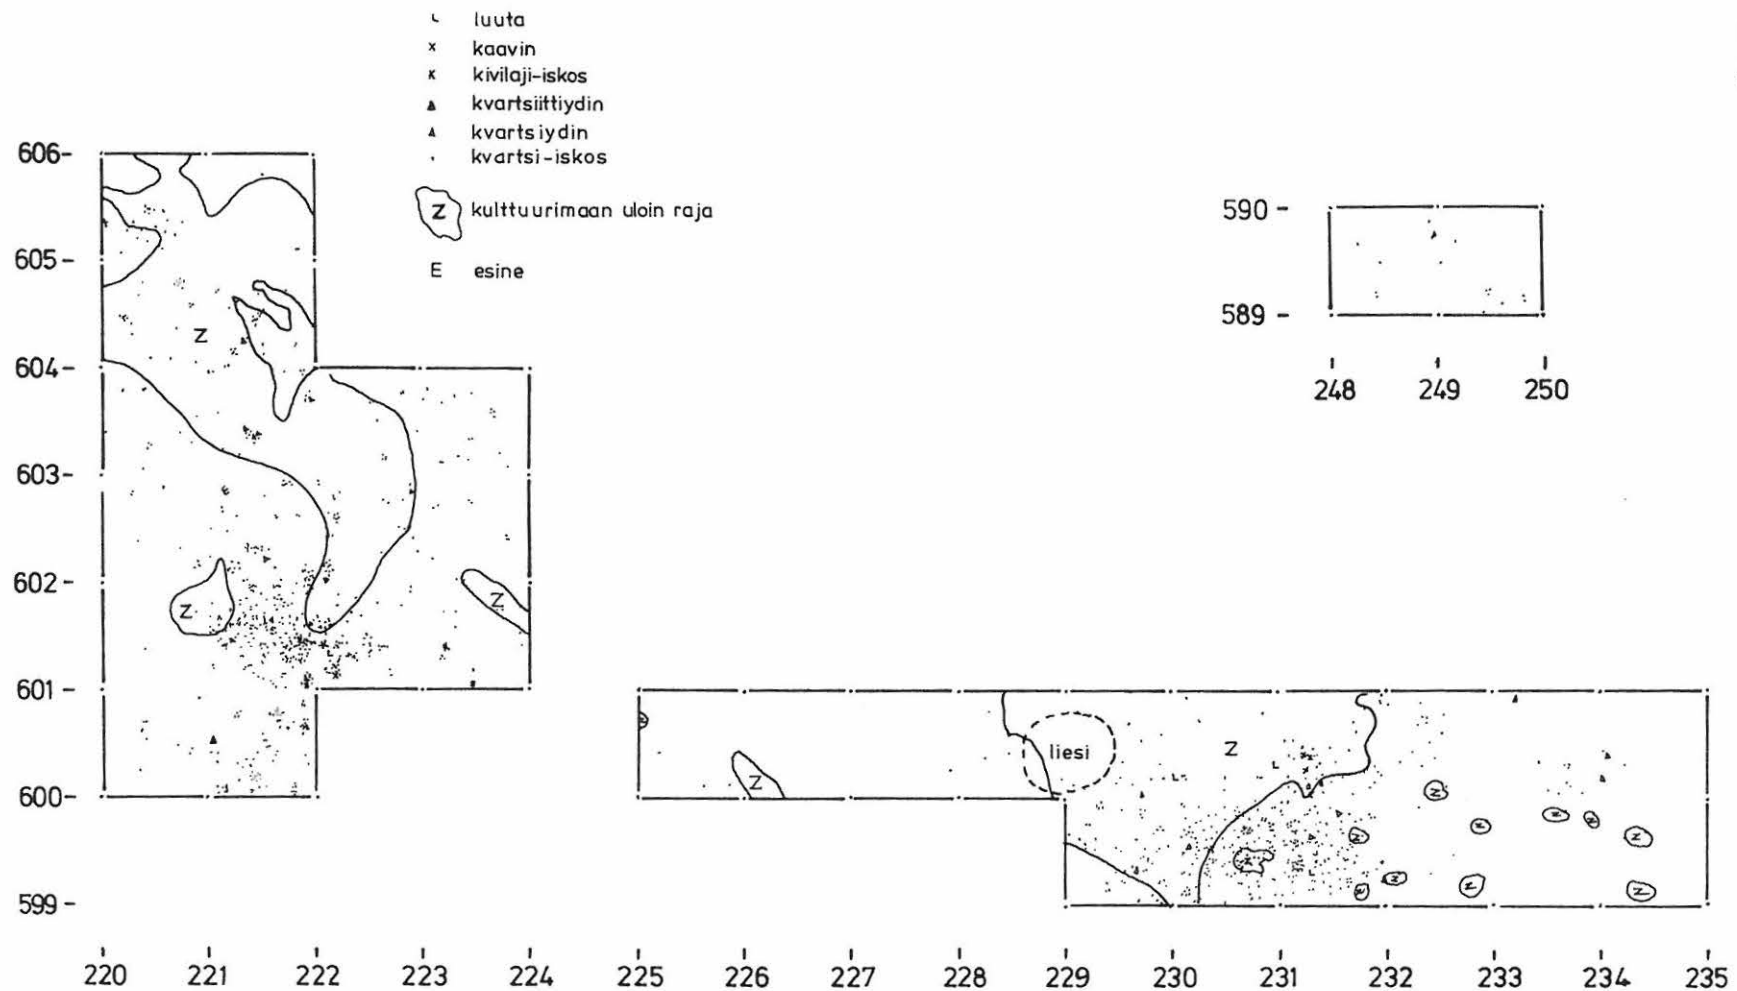 luuta
kaavin
kivilaji-iskos
kvartsiittiydin
kvartsiydin
kvartsi-iskos
Z kulttuurimaan uloin raja
E esine
606
605
604
603
602
601
600
599
Z
E
Z
Z
590
589
248 249 250
Z
Z
liesi
Z
Z
Z
Z
Z
Z
Z
Z
Z
Z
Z
Z
Z
220 221 222 223 224 225 226 227 228 229 230 231 232 233 234 235